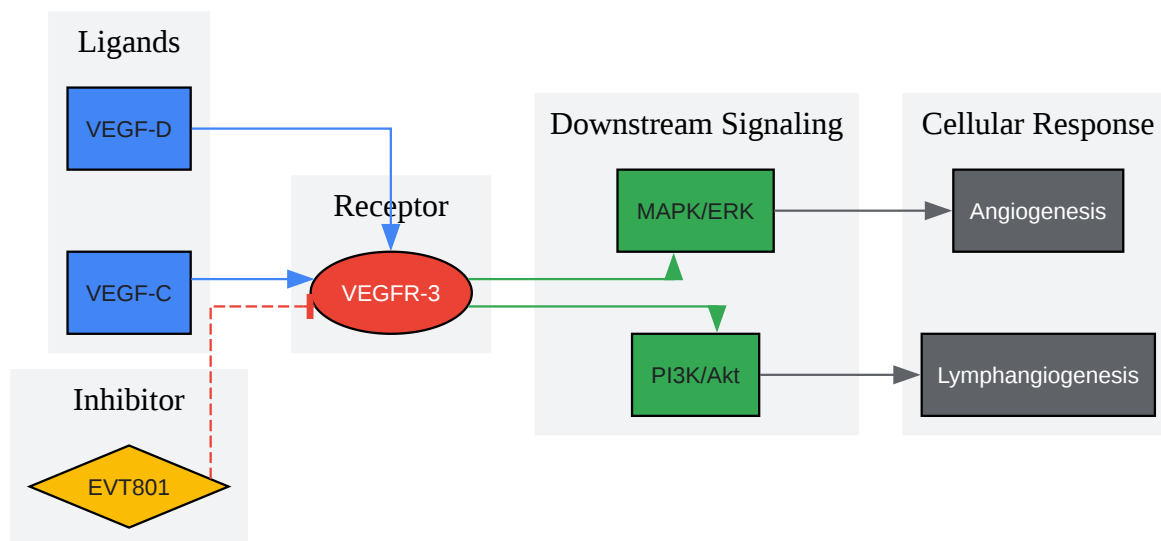 Ligands
VEGF-D
VEGF-C
Inhibitor
EVT801
Receptor
VEGFR-3
Downstream Signaling
MAPK/ERK
PI3K/Akt
Cellular Response
Angiogenesis
Lymphangiogenesis